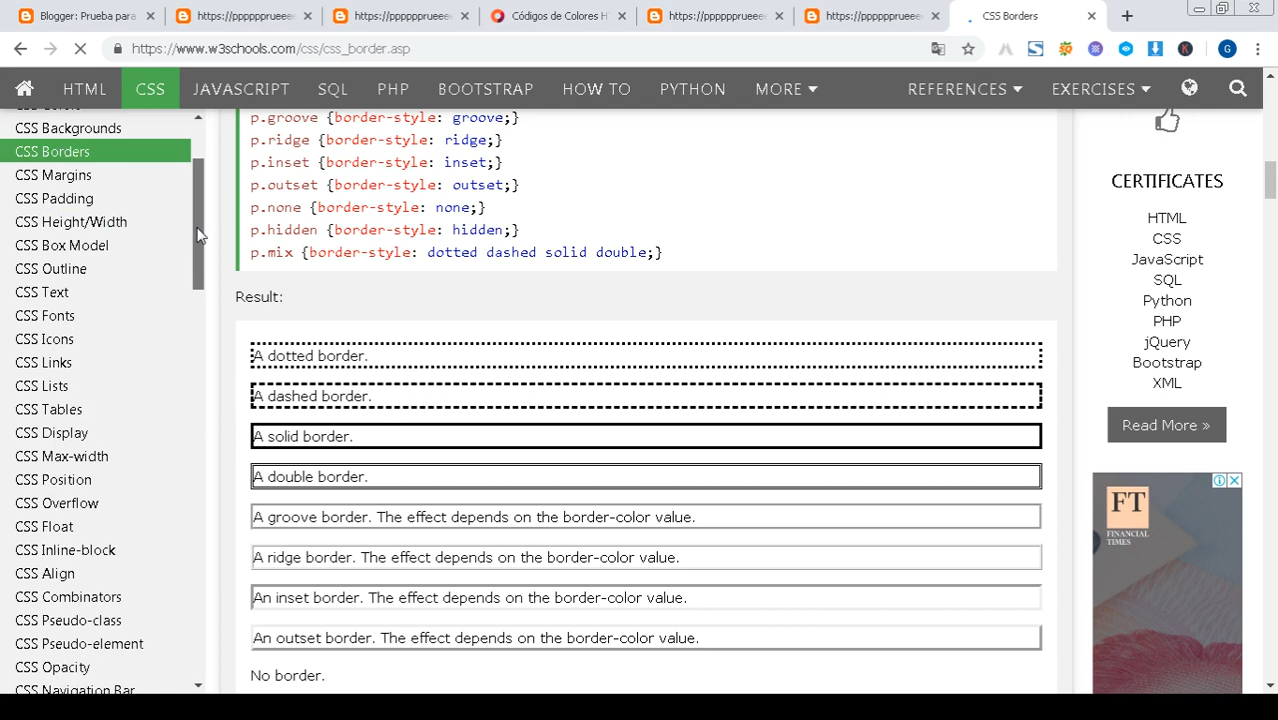 Blogger: Prueba para
https://ppppppprueee
https://ppppppprueee
Códigos de Colores H
https://ppppppprueee
https://ppppppprueee
CSS Borders
https://www.w3schools.com/css/css_border.asp
G
HTML
CSS
JAVASCRIPT
SQL
PHP
BOOTSTRAP
HOW TO
PYTHON
MORE
REFERENCES
EXERCISES
CSS Backgrounds
CSS Borders
CSS Margins
CSS Padding
CSS Height/Width
CSS Box Model
CSS Outline
CSS Text
CSS Fonts
CSS Icons
CSS Links
CSS Lists
CSS Tables
CSS Display
CSS Max-width
CSS Position
CSS Overflow
CSS Float
CSS Inline-block
CSS Align
CSS Combinators
CSS Pseudo-class
CSS Pseudo-element
CSS Opacity
CSS Navigation Bar
p.groove {border-style: groove;}
p.ridge {border-style: ridge;}
p.inset {border-style: inset;}
p.outset {border-style: outset;}
p.none {border-style: none;}
p.hidden {border-style: hidden;}
p.mix {border-style: dotted dashed solid double;}
Result:
A dotted border.
A dashed border.
A solid border.
A double border.
A groove border. The effect depends on the border-color value.
A ridge border. The effect depends on the border-color value.
An inset border. The effect depends on the border-color value.
An outset border. The effect depends on the border-color value.
No border.
CERTIFICATES
HTML
CSS
JavaScript
SQL
Python
PHP
jQuery
Bootstrap
XML
Read More »
FT
FINANCIAL
TIMES